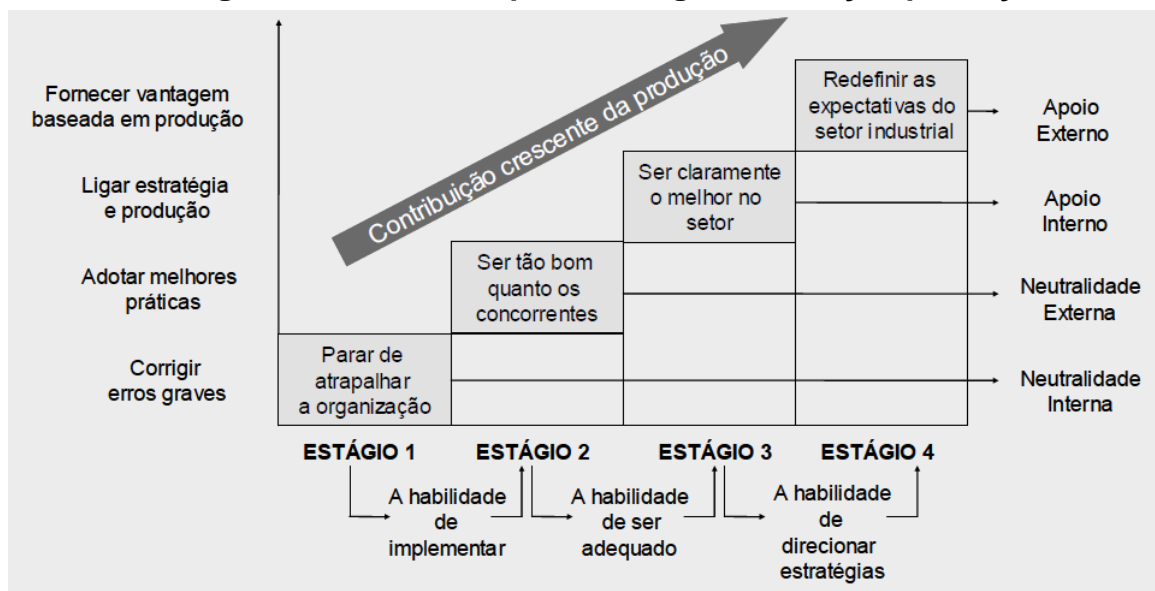 Fornecer vantagem
baseada em produção
Ligar estratégia
e produção
Adotar melhores
práticas
Corrigir
erros graves
Contribuição crescente da produção
Parar de
atrapalhar
a organização
Ser tão bom
quanto os
concorrentes
Ser claramente
o melhor no
setor
Redefinir as
expectativas do
setor industrial
Apoio
Externo
Apoio
Interno
Neutralidade
Externa
Neutralidade
Interna
ESTÁGIO 1
ESTÁGIO 2
ESTÁGIO 3
ESTÁGIO 4
A habilidade
de
implementar
A habilidade
de ser
adequado
A habilidade
de
direcionar
estratégias